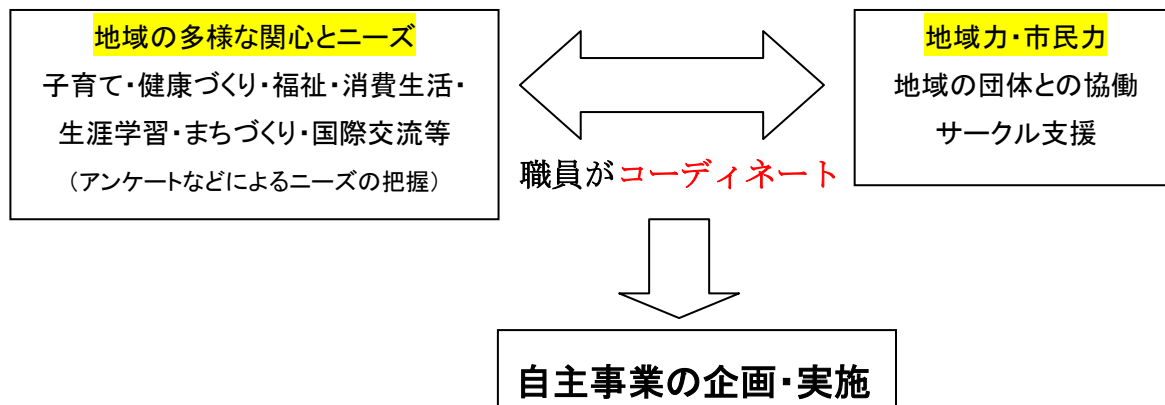 地域の多様な関心とニーズ
子育て・健康づくり・福祉・消費生活・
生涯学習・まちづくり・国際交流等
（アンケートなどによるニーズの把握）
職員がコーディネート
地域力・市民力
地域の団体との協働
サークル支援
自主事業の企画・実施